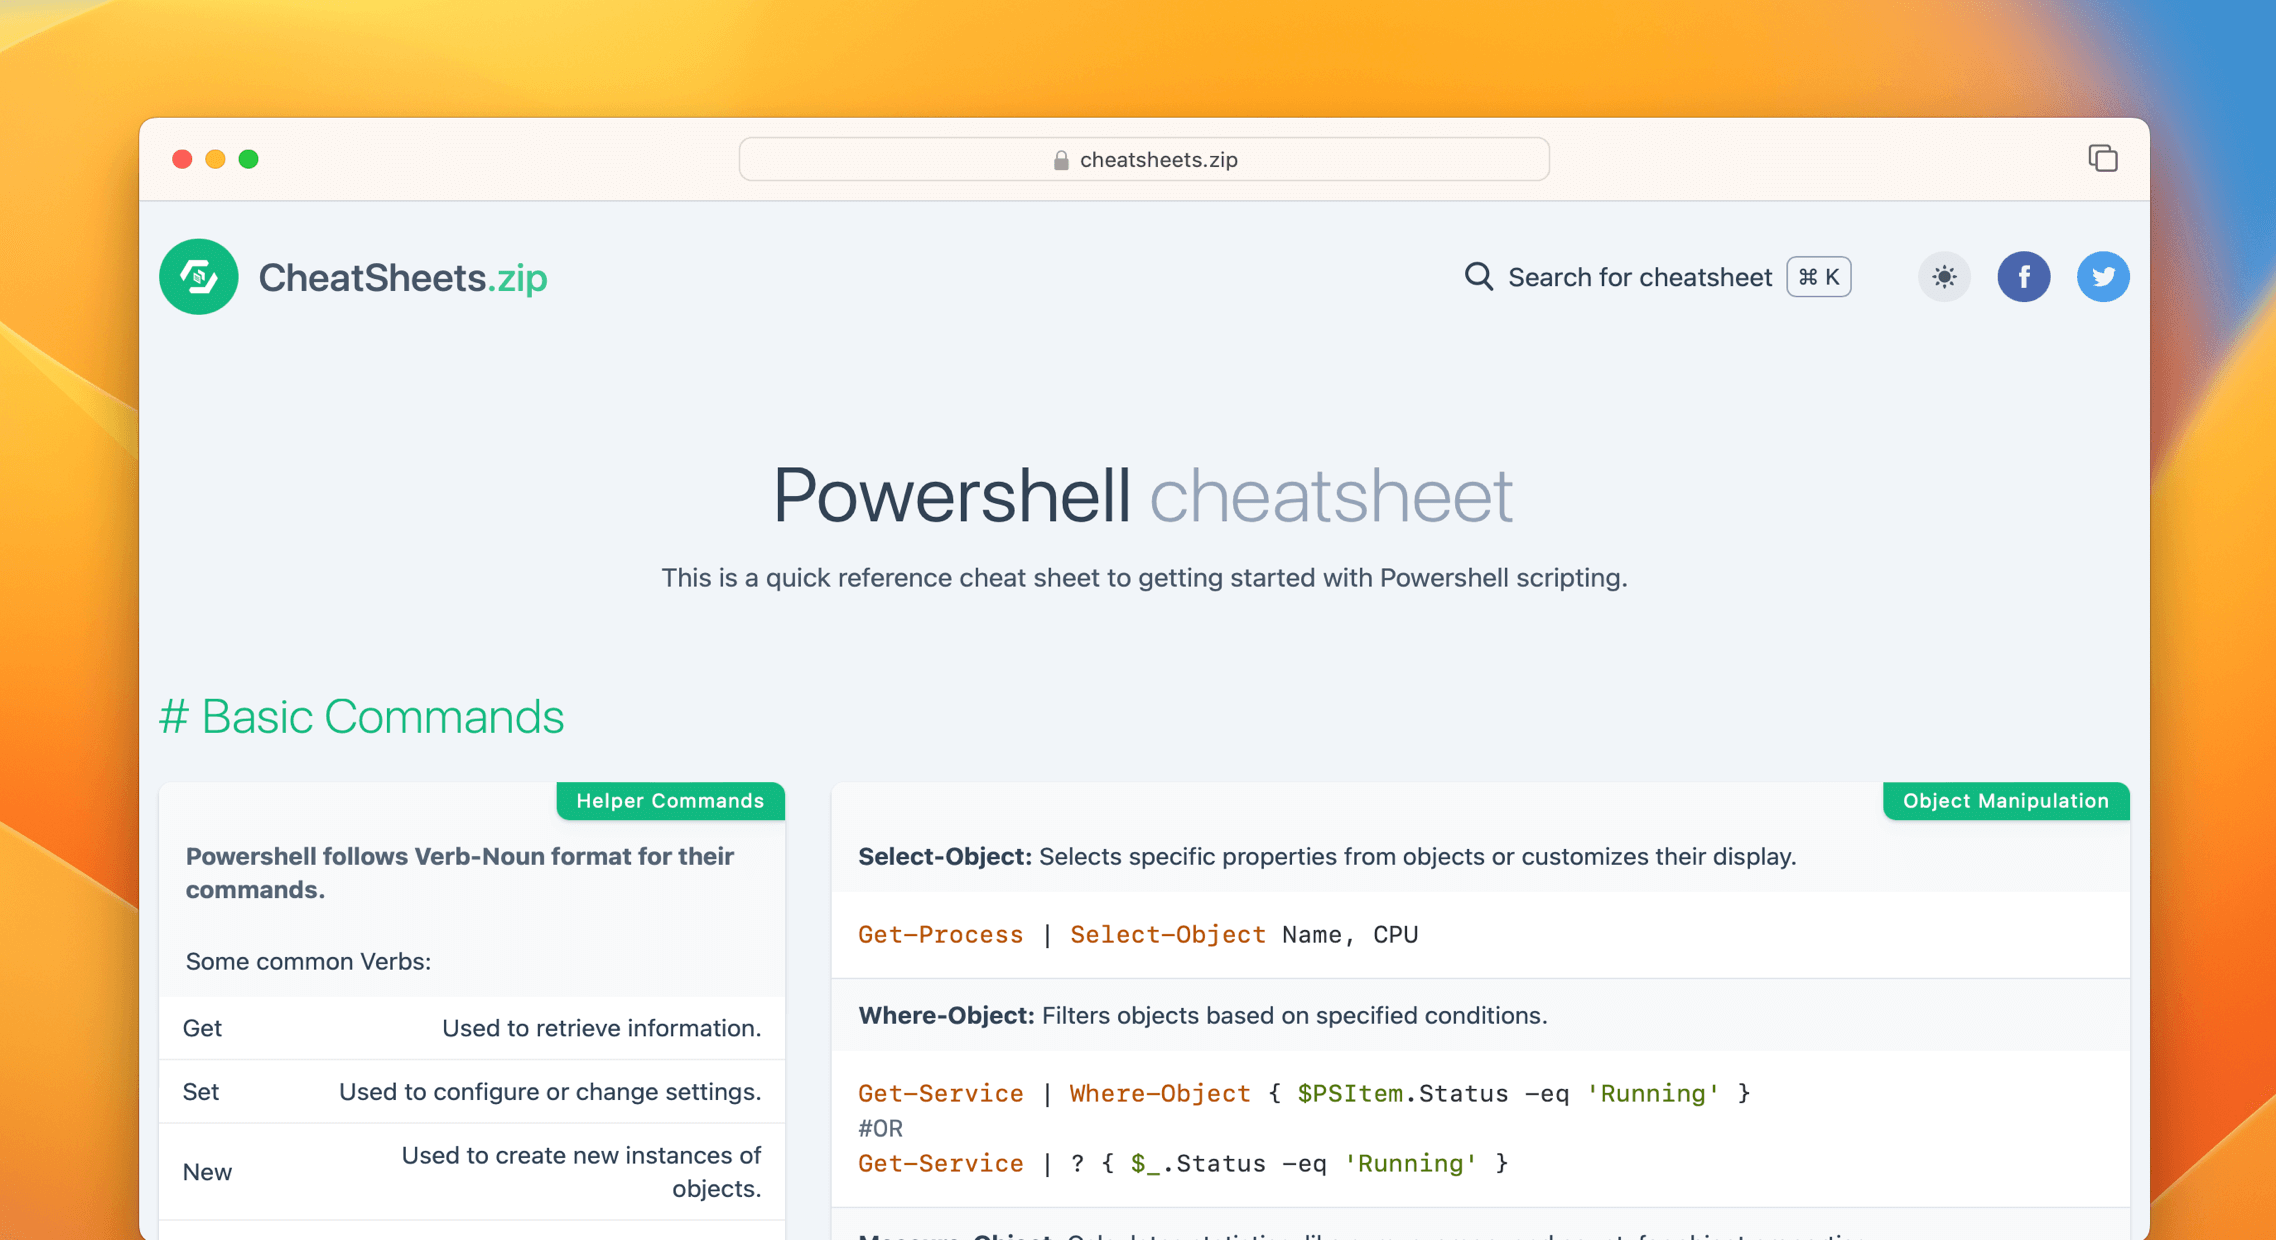 cheatsheets.zip
CheatSheets.zip
Search for cheatsheet ⌘ K
Powershell cheatsheet
This is a quick reference cheat sheet to getting started with Powershell scripting.
# Basic Commands
Helper Commands
Powershell follows Verb-Noun format for their
commands.
Some common Verbs:
Get Used to retrieve information.
Set Used to configure or change settings.
New Used to create new instances of
objects.
Object Manipulation
Select-Object: Selects specific properties from objects or customizes their display.
Get-Process | Select-Object Name, CPU
Where-Object: Filters objects based on specified conditions.
Get-Service | Where-Object { $PSItem.Status -eq 'Running' }
#OR
Get-Service | ? { $_.Status -eq 'Running' }